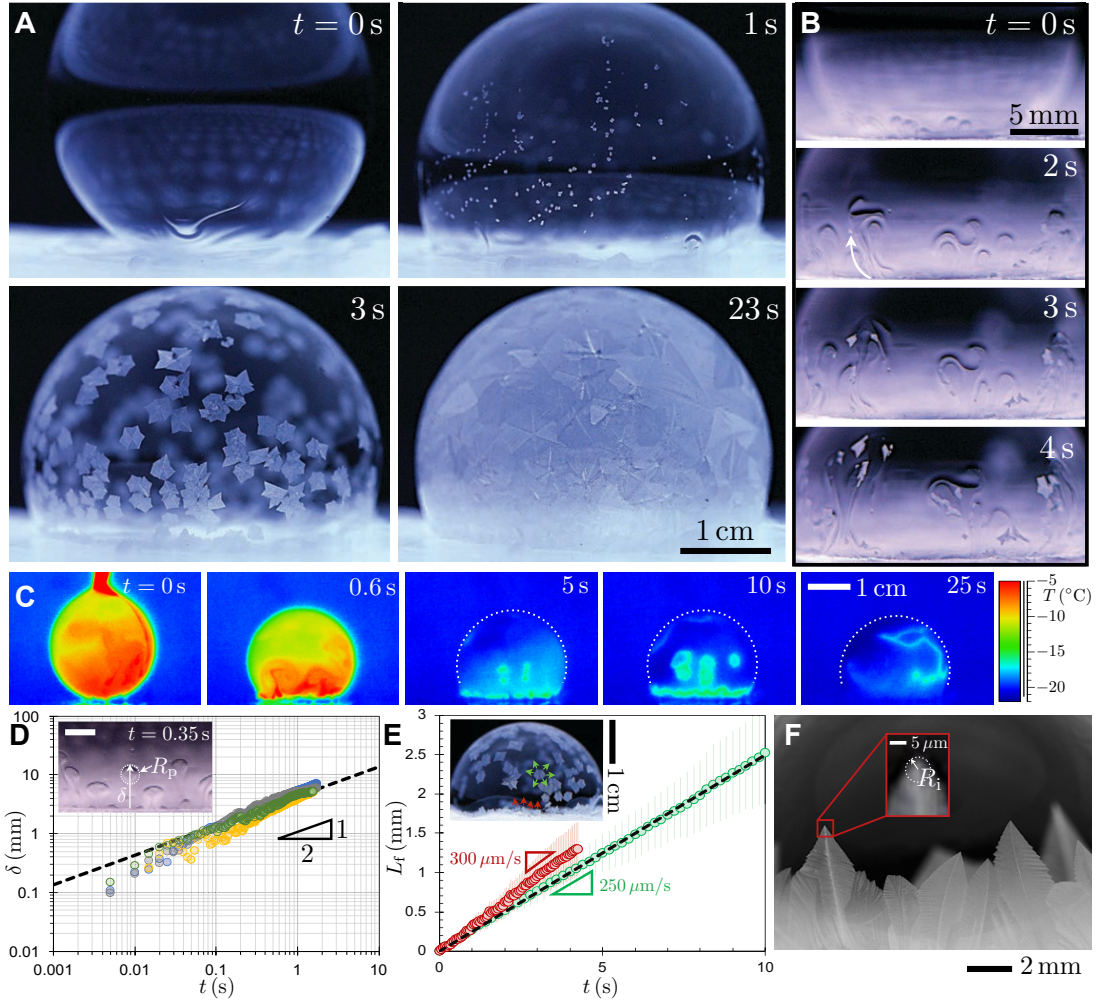 A
t = 0 s
1 s
3 s
23 s
1 cm
B
t = 0 s
5 mm
2 s
3 s
4 s
C
t = 0 s
0.6 s
5 s
10 s
1 cm
25 s
−5
T (°C)
−10
−15
−20
D
δ (mm)
100
10
1
0.1
0.01
0.001
0.01
0.1
1
10
t (s)
t = 0.35 s
R_p
δ
1
2
E
L_f (mm)
3
2.5
2
1.5
1
0.5
0
0
5
10
t (s)
1 cm
300 μm/s
250 μm/s
F
5 μm
R_i
2 mm